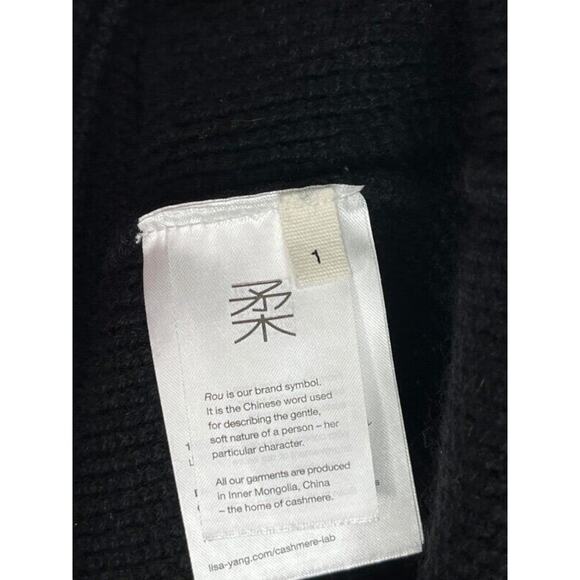 1
柔
Rou is our brand symbol.
It is the Chinese word used
for describing the gentle,
soft nature of a person – her
particular character.
All our garments are produced
in Inner Mongolia, China
– the home of cashmere.
lisa-yang.com/cashmere-lab